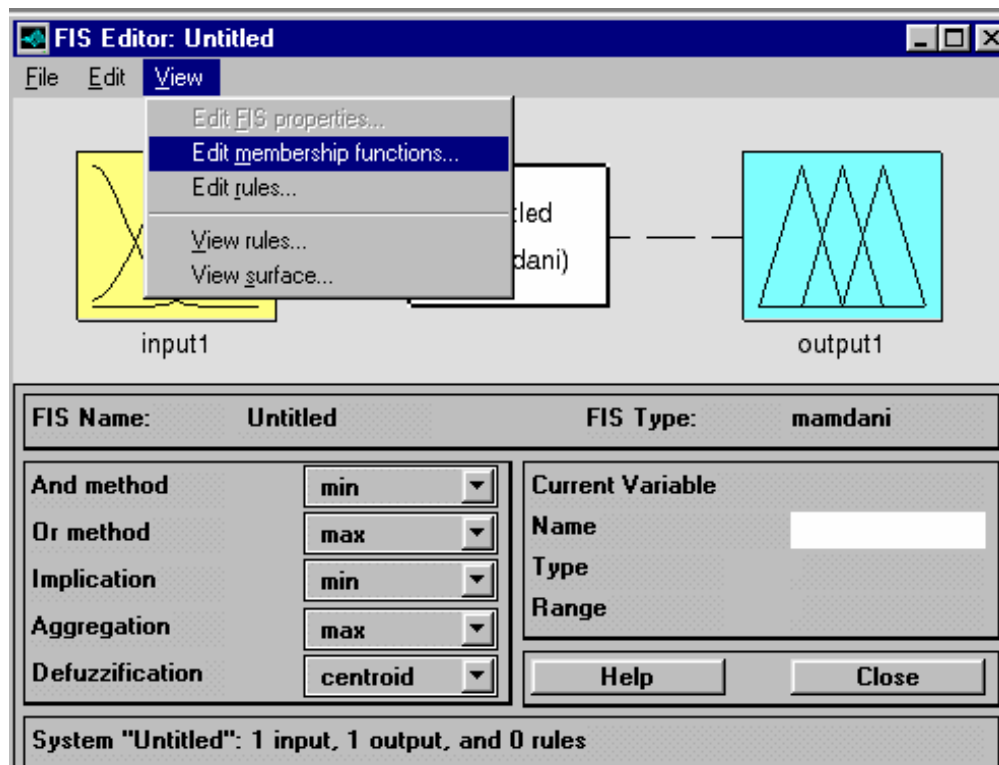 FIS Editor: Untitled
File Edit View
Edit FIS properties...
Edit membership functions...
Edit rules...
View rules...
View surface...
tled
dani)
input1
output1
FIS Name: Untitled FIS Type: mamdani
And method min
Or method max
Implication min
Aggregation max
Defuzzification centroid
Current Variable
Name
Type
Range
Help Close
System "Untitled": 1 input, 1 output, and 0 rules